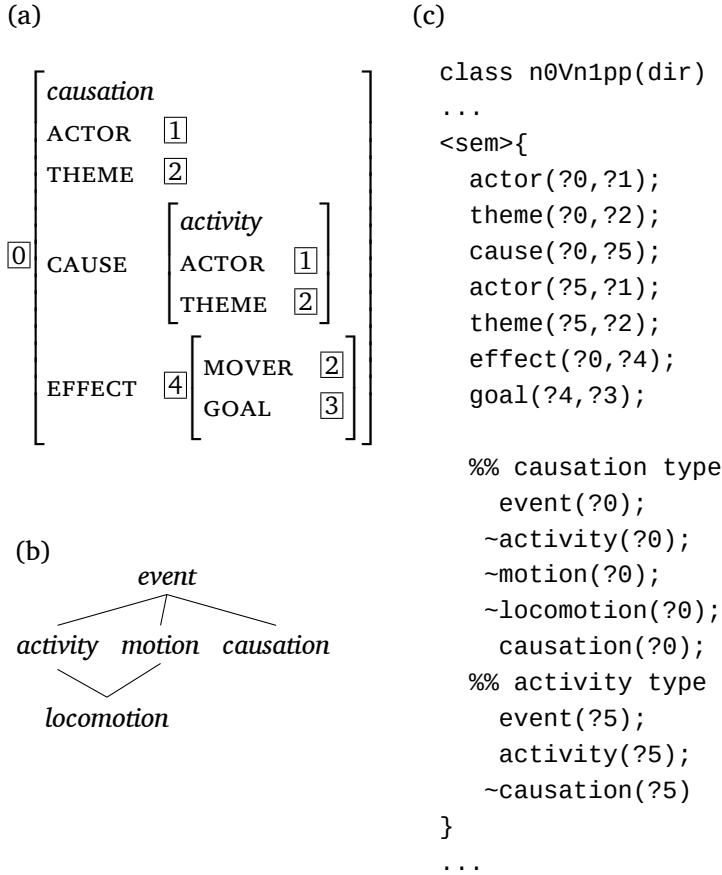 (a)
causation
ACTOR 1
THEME 2
0 CAUSE
activity
ACTOR 1
THEME 2
EFFECT 4
MOVER 2
GOAL 3
(b)
event
activity motion causation
locomotion
(c)
class n0Vn1pp(dir)
...
<sem>{
actor(?0,?1);
theme(?0,?2);
cause(?0,?5);
actor(?5,?1);
theme(?5,?2);
effect(?0,?4);
goal(?4,?3);
%% causation type
event(?0);
~activity(?0);
~motion(?0);
~locomotion(?0);
causation(?0);
%% activity type
event(?5);
activity(?5);
~causation(?5)
}
...